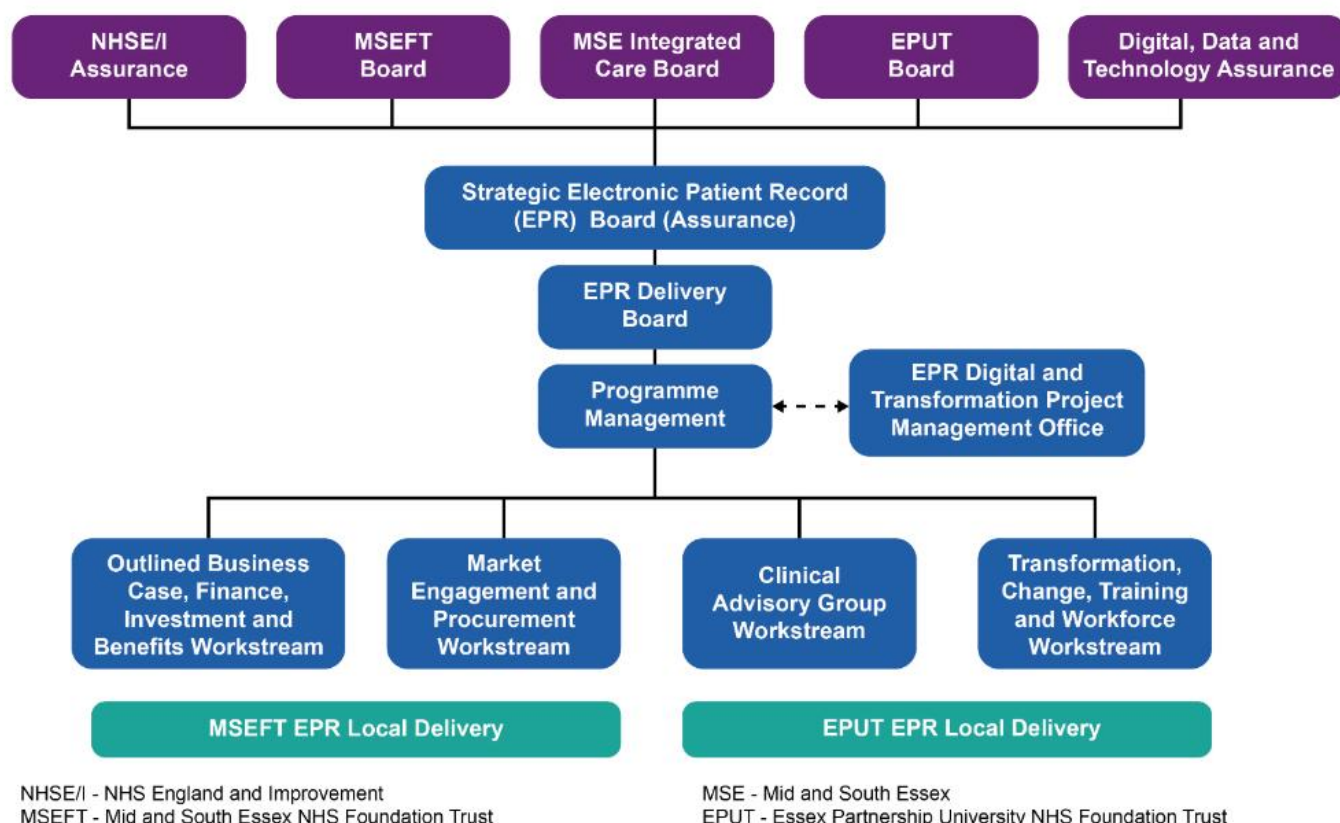 NHSE/I
Assurance
MSEFT
Board
MSE Integrated
Care Board
EPUT
Board
Digital, Data and
Technology Assurance
Strategic Electronic Patient Record
(EPR) Board (Assurance)
EPR Delivery
Board
Programme
Management
EPR Digital and
Transformation Project
Management Office
Outlined Business
Case, Finance,
Investment and
Benefits Workstream
Market
Engagement and
Procurement
Workstream
Clinical
Advisory Group
Workstream
Transformation,
Change, Training
and Workforce
Workstream
MSEFT EPR Local Delivery
EPUT EPR Local Delivery
NHSE/I - NHS England and Improvement
MSEFT - Mid and South Essex NHS Foundation Trust
MSE - Mid and South Essex
EPUT - Essex Partnership University NHS Foundation Trust